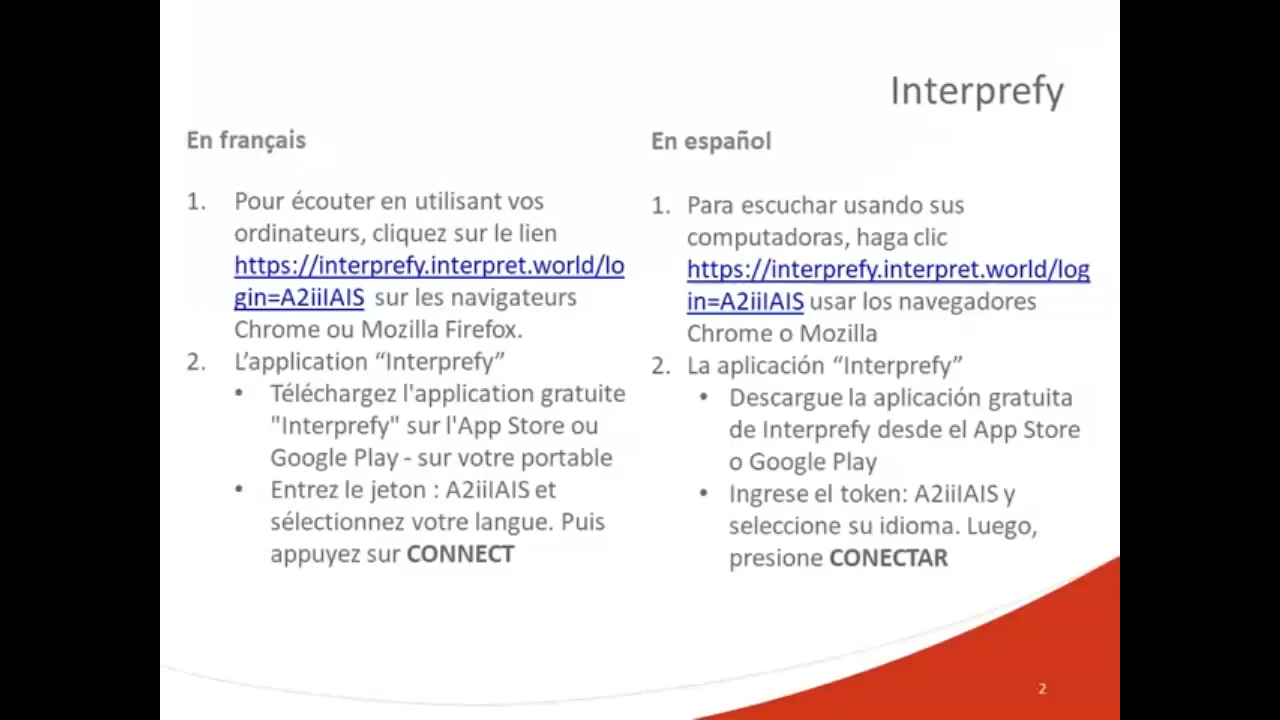 Interprefy
En français
1. Pour écouter en utilisant vos
ordinateurs, cliquez sur le lien
https://interprefy.interpret.world/lo
gin=A2iiIAIS sur les navigateurs
Chrome ou Mozilla Firefox.
2. L’application “Interprefy”
• Téléchargez l'application gratuite
"Interprefy" sur l'App Store ou
Google Play - sur votre portable
• Entrez le jeton : A2iiIAIS et
sélectionnez votre langue. Puis
appuyez sur CONNECT
En español
1. Para escuchar usando sus
computadoras, haga clic
https://interprefy.interpret.world/log
in=A2iiIAIS usar los navegadores
Chrome o Mozilla
2. La aplicación “Interprefy”
• Descargue la aplicación gratuita
de Interprefy desde el App Store
o Google Play
• Ingrese el token: A2iiIAIS y
seleccione su idioma. Luego,
presione CONECTAR
2